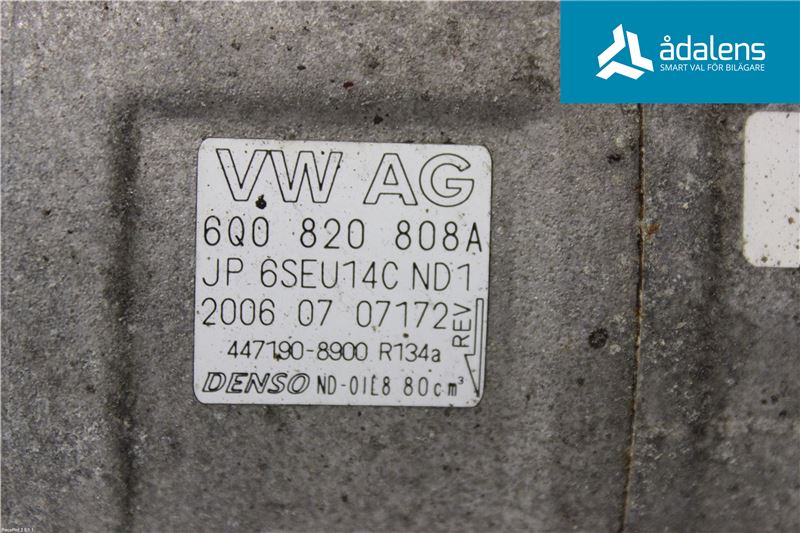 ådalens
SMART VAL FÖR BILÄGARE
VW AG
6Q0 820 808A
JP 6SEU14C ND1
2006 07 07172
REV
447190-8900 R134a
DENSO ND-OIL8 80cm³